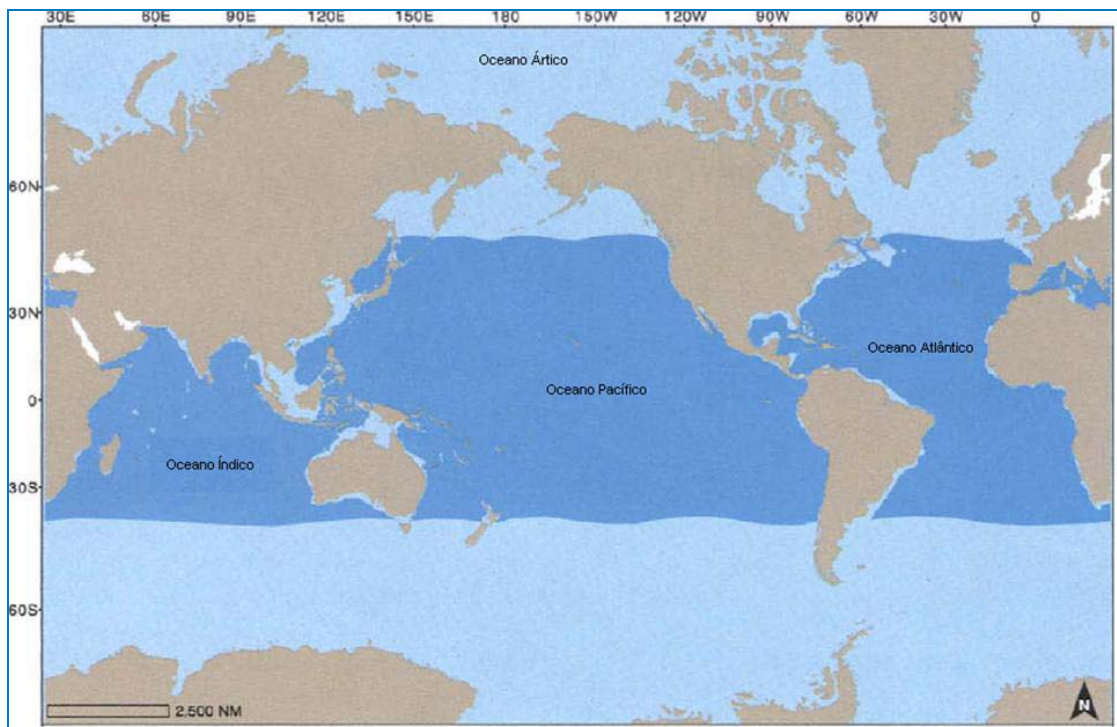 30E 60E 90E 120E 150E 180 150W 120W 90W 60W 30W 0
Oceano Ártico
60N
30N
Oceano Atlântico
Oceano Pacífico
0
Oceano Índico
30S
60S
2,500 NM
N